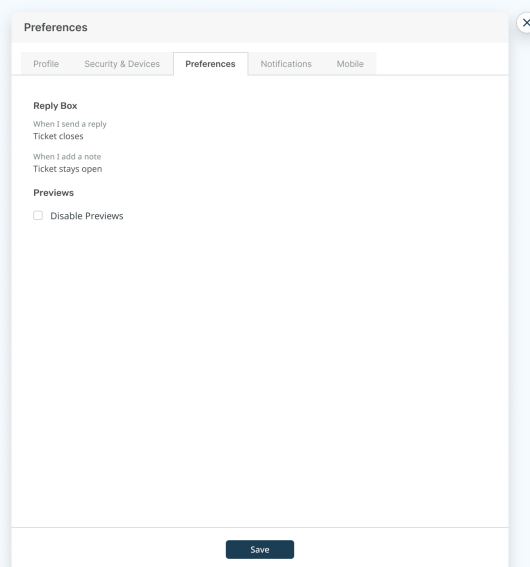 Preferences
Profile Security & Devices Preferences Notifications Mobile
Reply Box
When I send a reply
Ticket closes
When I add a note
Ticket stays open
Previews
Disable Previews
Save